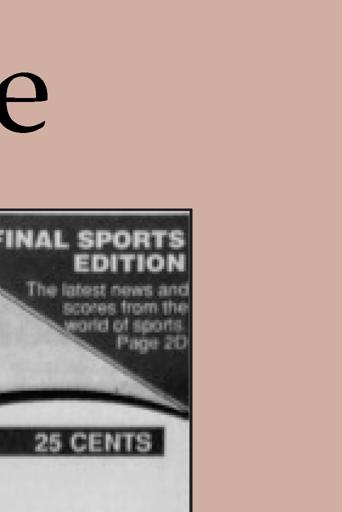 e
FINAL SPORTS
EDITION
The latest news and
scores from the
world of sports.
Page 2D
25 CENTS